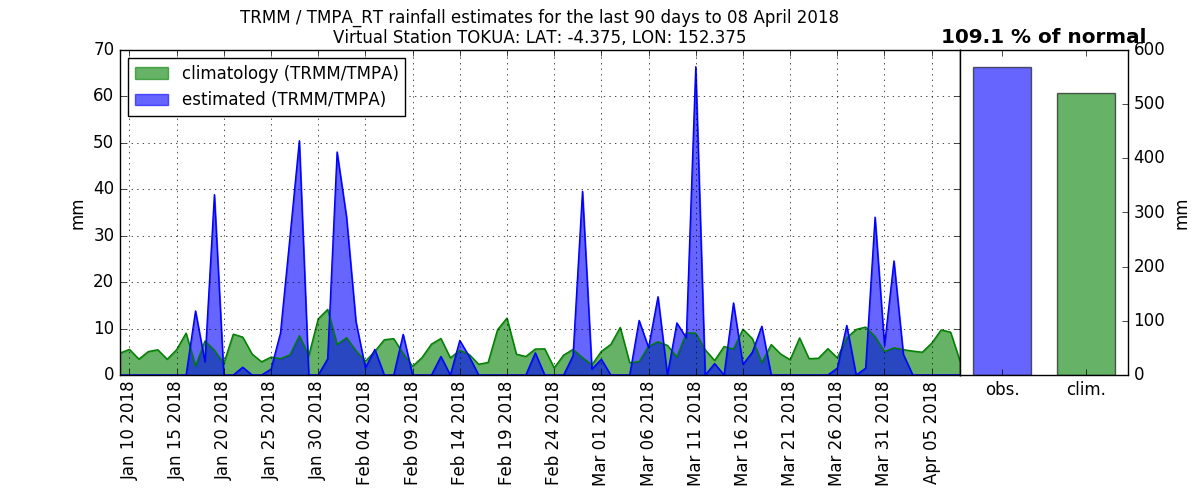 TRMM / TMPA_RT rainfall estimates for the last 90 days to 08 April 2018
Virtual Station TOKUA: LAT: -4.375, LON: 152.375
109.1 % of normal
climatology (TRMM/TMPA)
estimated (TRMM/TMPA)
mm
70
60
50
40
30
20
10
0
Jan 10 2018
Jan 15 2018
Jan 20 2018
Jan 25 2018
Jan 30 2018
Feb 04 2018
Feb 09 2018
Feb 14 2018
Feb 19 2018
Feb 24 2018
Mar 01 2018
Mar 06 2018
Mar 11 2018
Mar 16 2018
Mar 21 2018
Mar 26 2018
Mar 31 2018
Apr 05 2018
600
500
400
300
200
100
0
mm
obs.
clim.